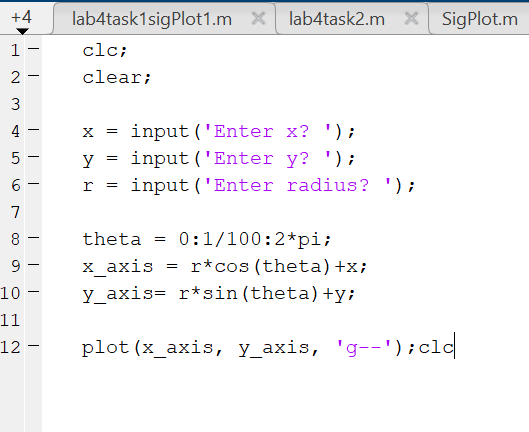 +4 lab4task1sigPlot1.m × lab4task2.m × SigPlot.m
1 – clc;
2 – clear;
3
4 – x = input('Enter x? ');
5 – y = input('Enter y? ');
6 – r = input('Enter radius? ');
7
8 – theta = 0:1/100:2*pi;
9 – x_axis = r*cos(theta)+x;
10 – y_axis= r*sin(theta)+y;
11
12 – plot(x_axis, y_axis, 'g--');clc